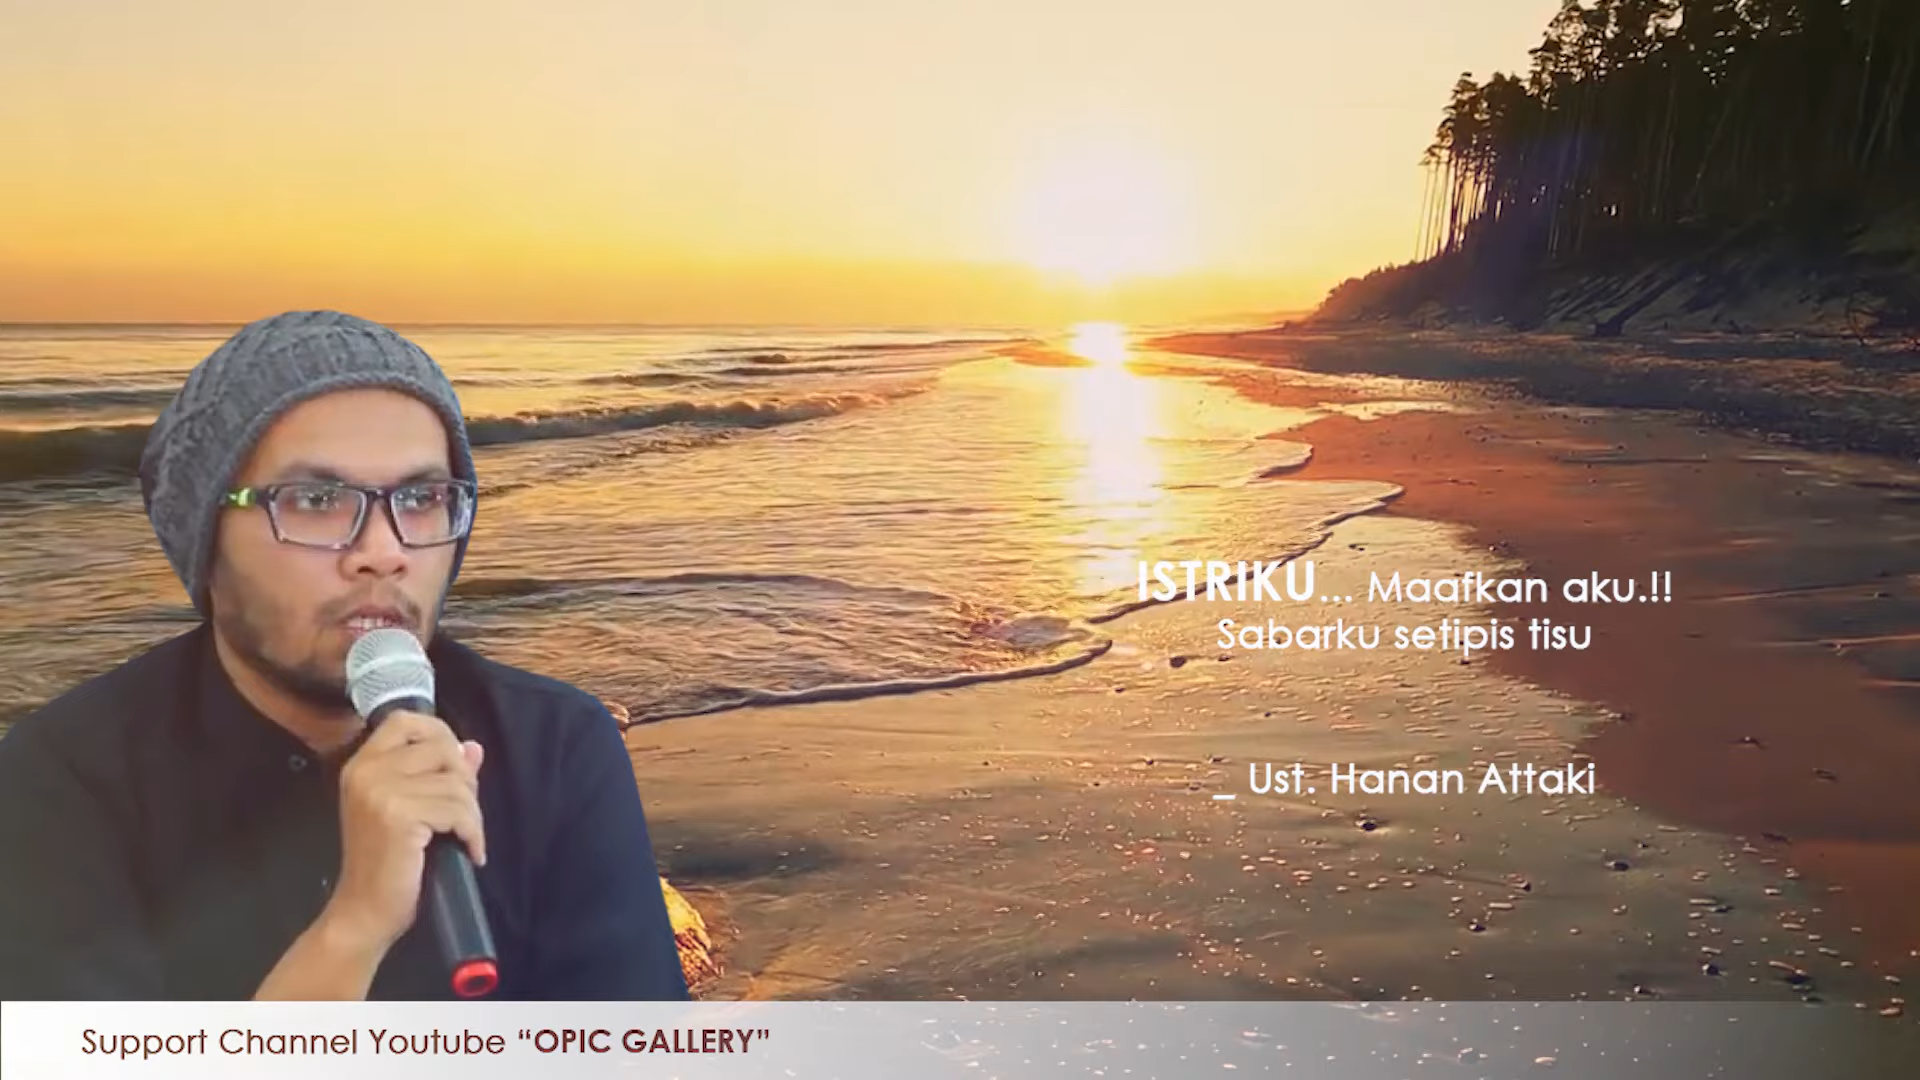 ISTRIKU... Maafkan aku.!!
Sabarku setipis tisu
_ Ust. Hanan Attaki
Support Channel Youtube “OPIC GALLERY”